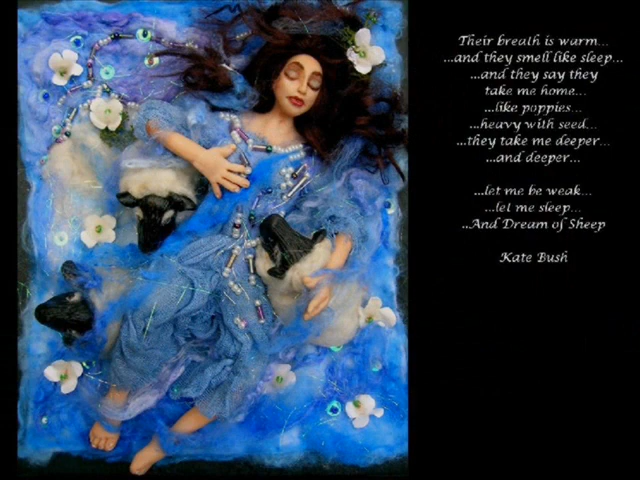 Their breath is warm...
...and they smell like sleep...
...and they say they
take me home...
...like poppies...
...heavy with seed...
...they take me deeper...
...and deeper...
...let me be weak...
...let me sleep...
...And Dream of Sheep
Kate Bush